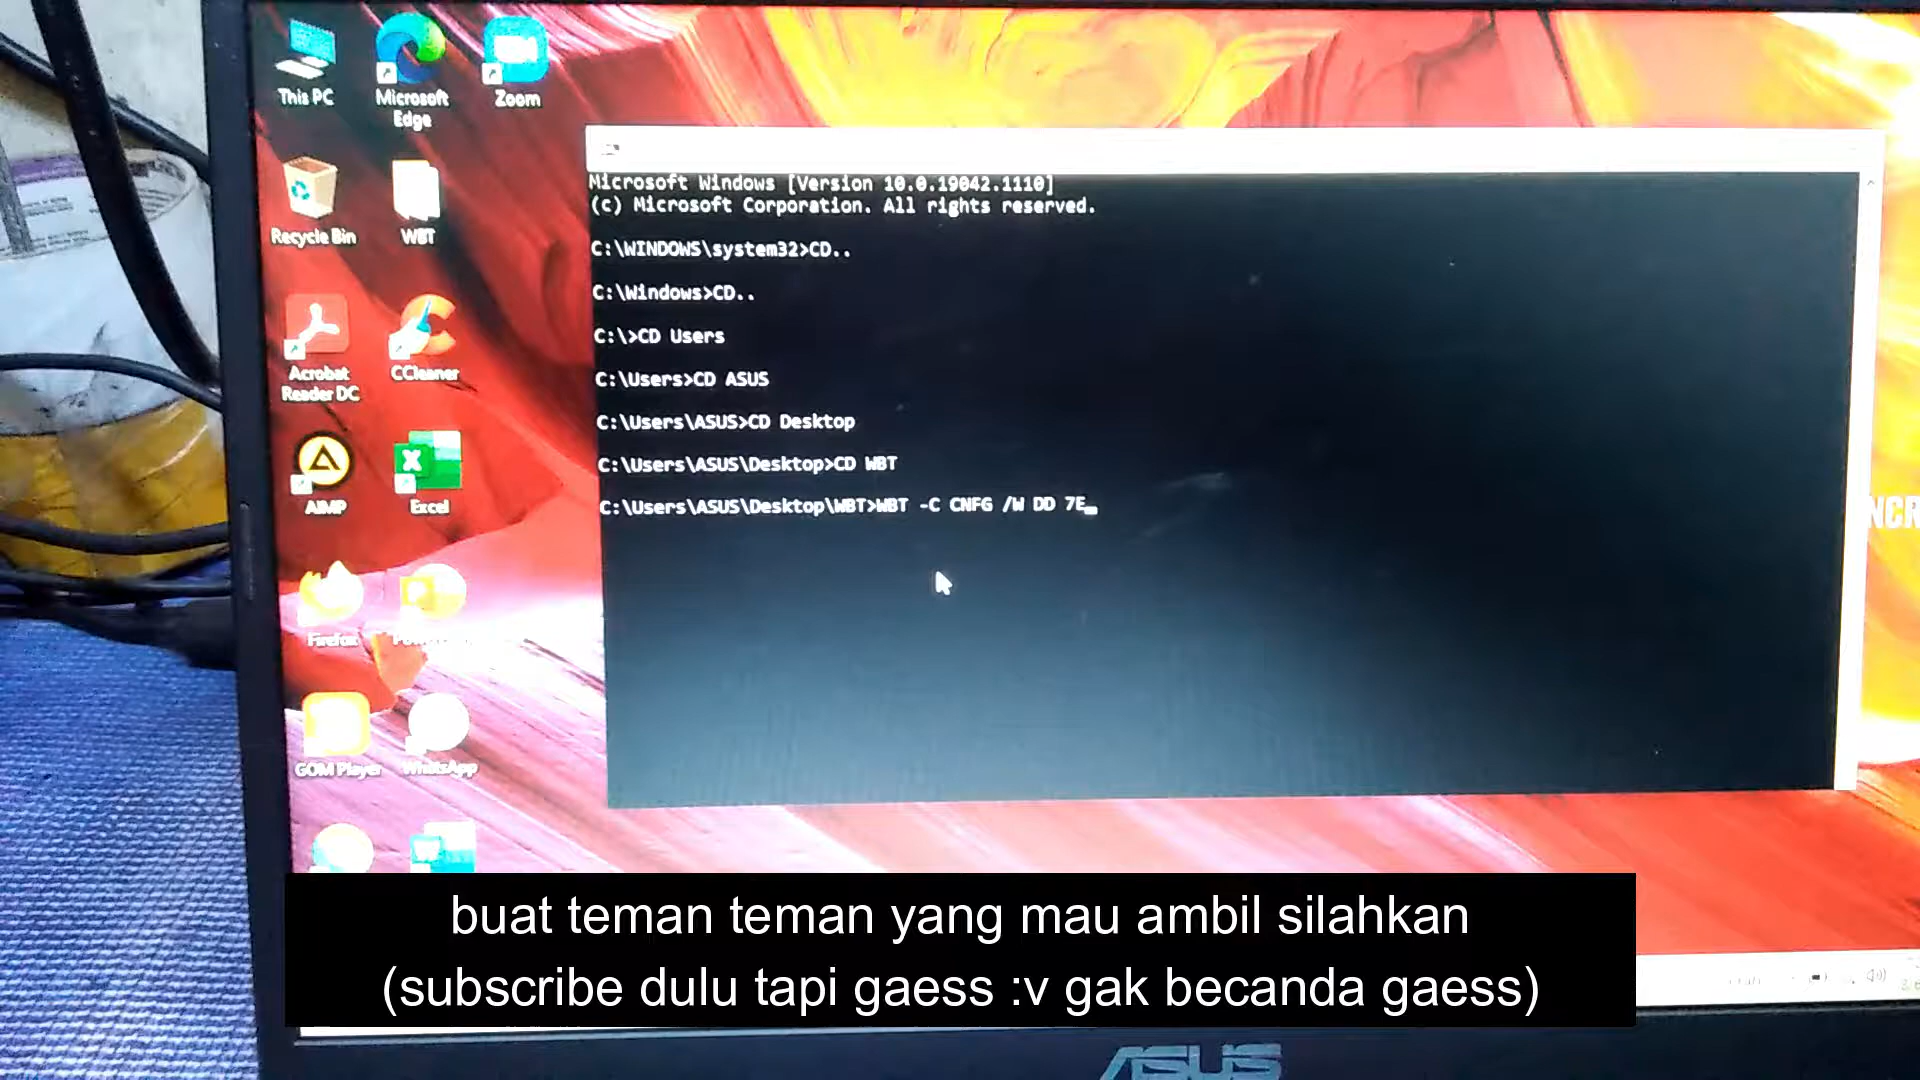 This PC
Microsoft
Edge
Zoom
Recycle Bin
WBT
Acrobat
Reader DC
CCleaner
AIMP
Excel
Firefox
GOM Player
WhatsApp
Microsoft Windows [Version 10.0.19042.1110]
(c) Microsoft Corporation. All rights reserved.
C:\WINDOWS\system32>CD..
C:\Windows>CD..
C:\>CD Users
C:\Users>CD ASUS
C:\Users\ASUS>CD Desktop
C:\Users\ASUS\Desktop>CD WBT
C:\Users\ASUS\Desktop\WBT>WBT -C CNFG /W DD 7E_
NCR
buat teman teman yang mau ambil silahkan
(subscribe dulu tapi gaess :v gak becanda gaess)
ASUS